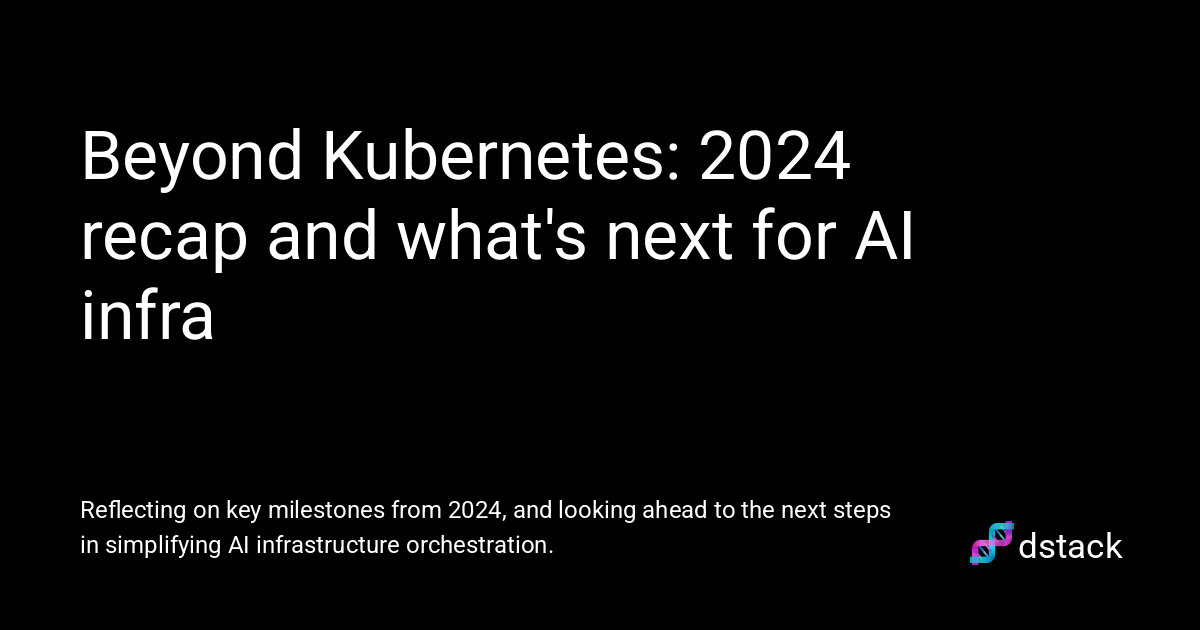 Beyond Kubernetes: 2024
recap and what's next for AI
infra
Reflecting on key milestones from 2024, and looking ahead to the next steps
in simplifying AI infrastructure orchestration.
dstack